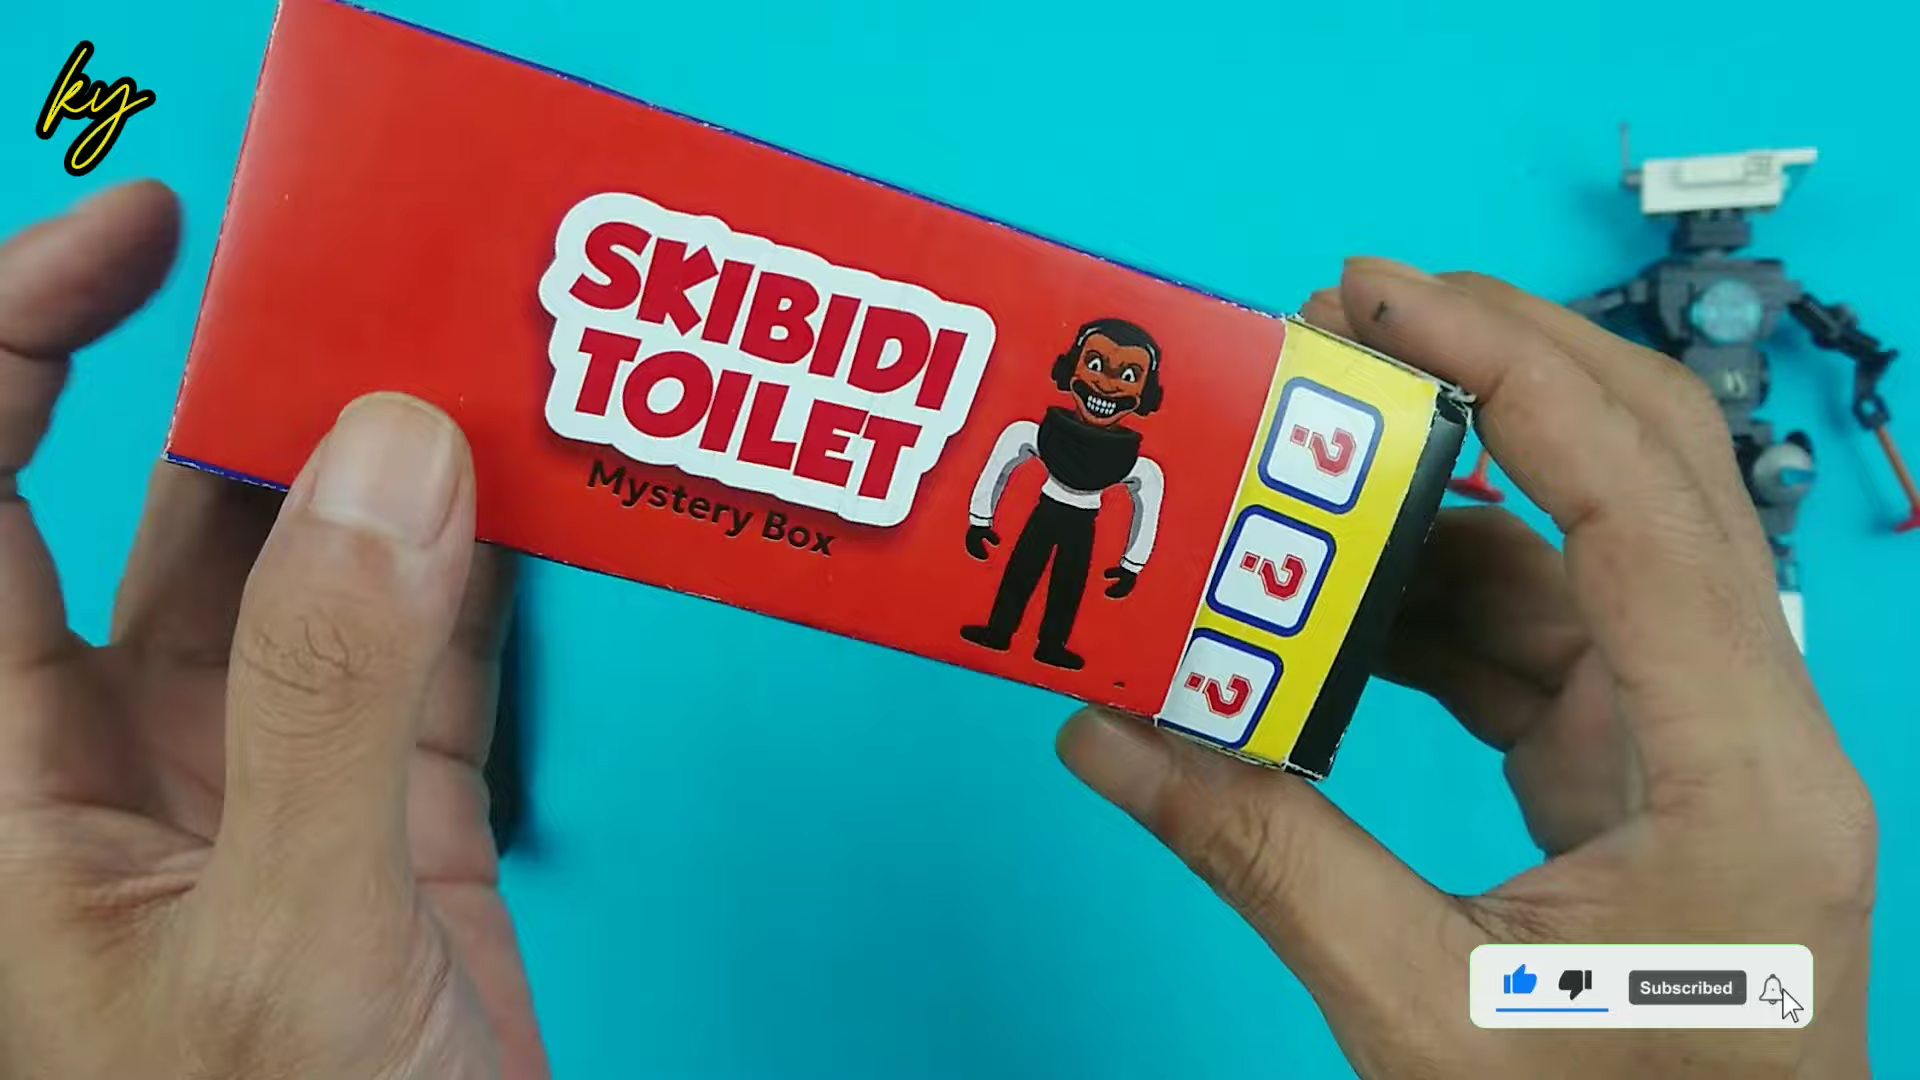 ky
SKIBIDI
TOILET
Mystery Box
?
?
?
Subscribed